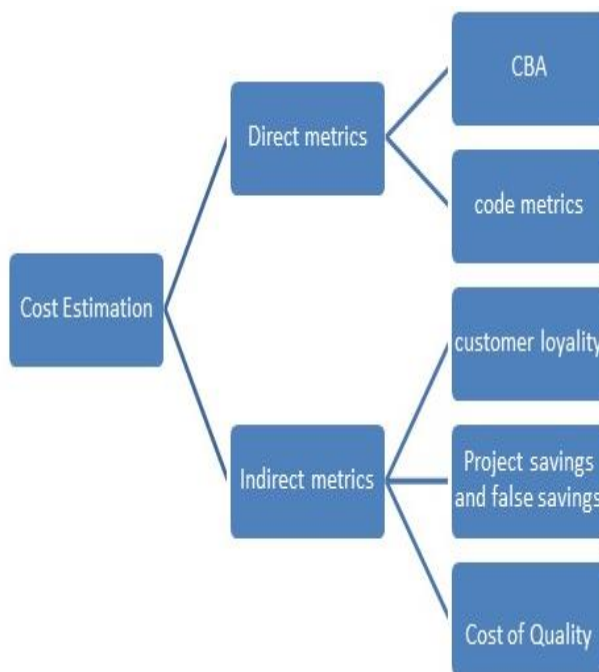 CBA
Direct metrics
code metrics
Cost Estimation
customer loyality
Indirect metrics
Project savings
and false savings
Cost of Quality